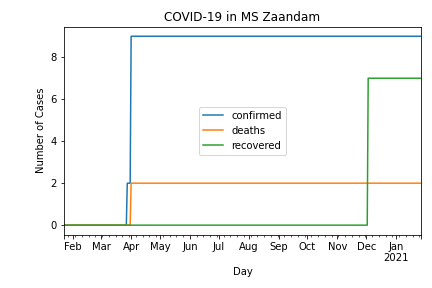 COVID-19 in MS Zaandam
Number of Cases
8
6
4
2
0
confirmed
deaths
recovered
Feb Mar Apr May Jun Jul Aug Sep Oct Nov Dec Jan
2021
Day